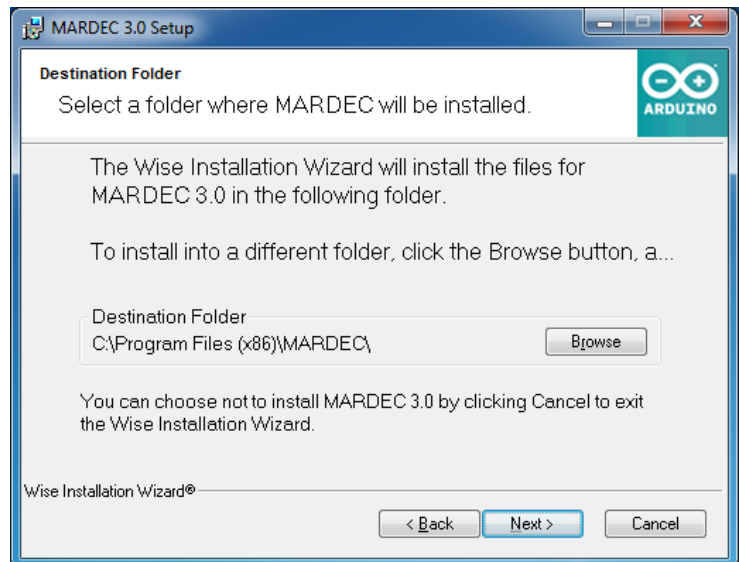 MARDEC 3.0 Setup
Destination Folder
Select a folder where MARDEC will be installed.
ARDUINO
The Wise Installation Wizard will install the files for
MARDEC 3.0 in the following folder.
To install into a different folder, click the Browse button, a...
Destination Folder
C:\Program Files (x86)\MARDEC\
Browse
You can choose not to install MARDEC 3.0 by clicking Cancel to exit
the Wise Installation Wizard.
Wise Installation Wizard®
< Back Next > Cancel